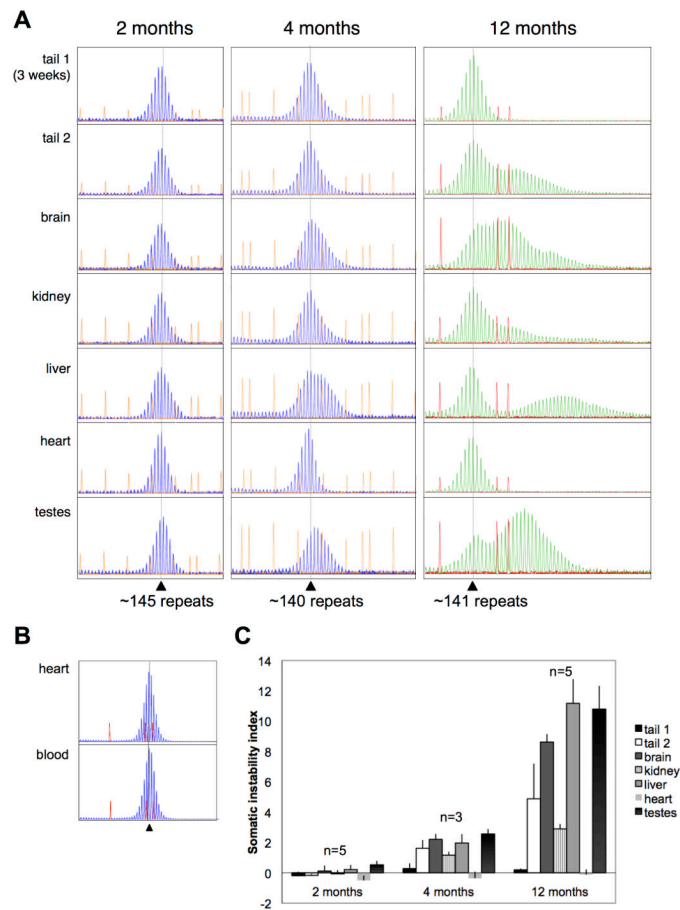 A
2 months 4 months 12 months
tail 1
(3 weeks)
tail 2
brain
kidney
liver
heart
testes
~145 repeats ~140 repeats ~141 repeats
B
heart
blood
C
Somatic instability index
14
12
10
8
6
4
2
0
-2
n=5
n=3
n=5
2 months 4 months 12 months
tail 1
tail 2
brain
kidney
liver
heart
testes